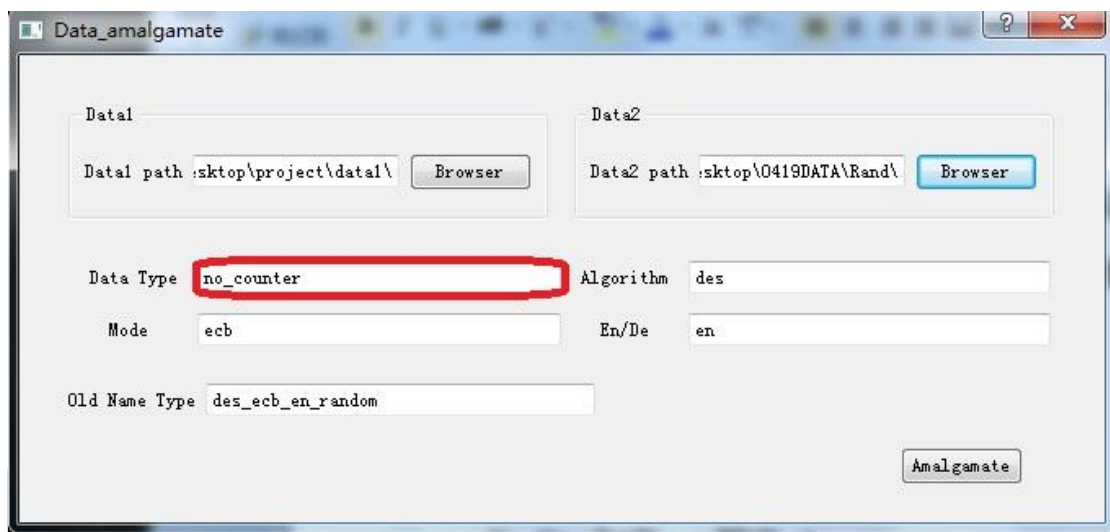 Data_amalgamate
Data1
Data2
Data1 path sktop\project\data1\ Browser
Data2 path sktop\0419DATA\Rand\ Browser
Data Type no_counter Algorithm des
Mode ecb En/De en
Old Name Type des_ecb_en_random
Amalgamate